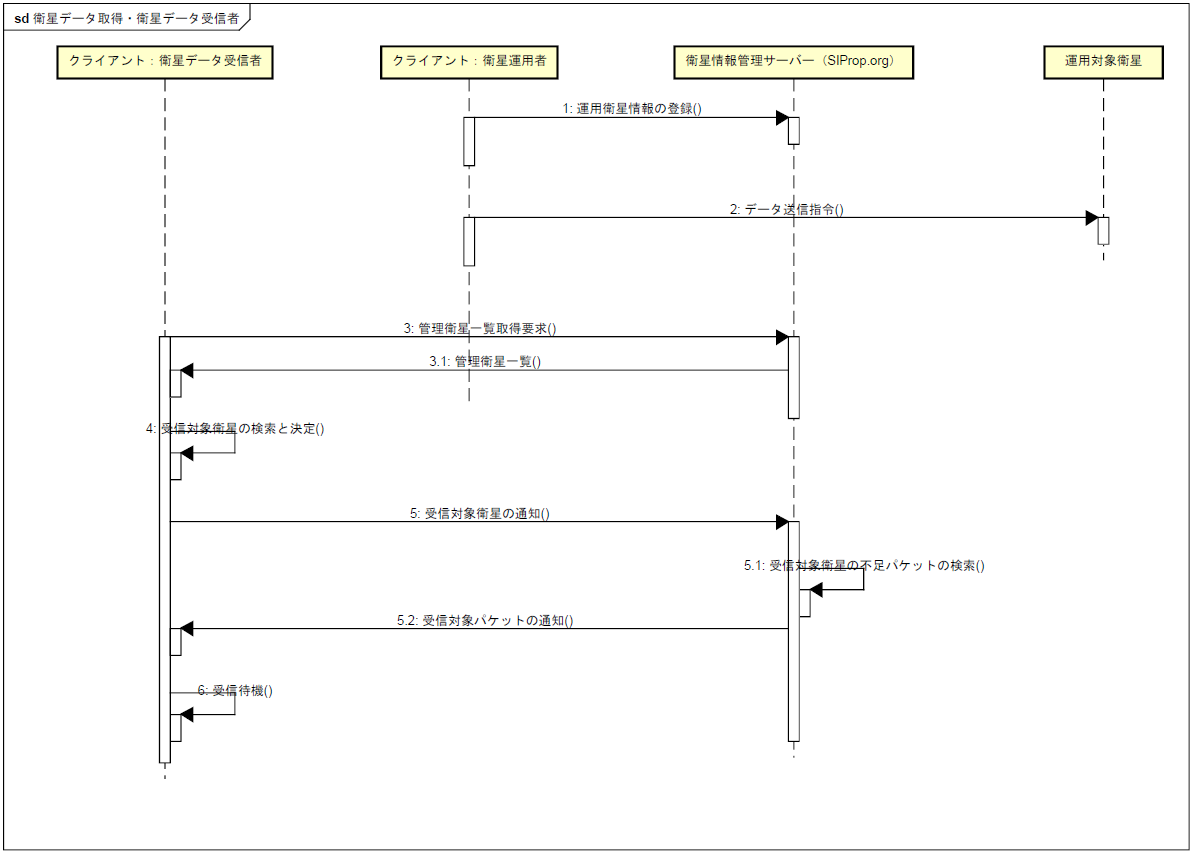 sd 衛星データ取得・衛星データ受信者
クライアント：衛星データ受信者
クライアント：衛星運用者
衛星情報管理サーバー（SIProp.org）
運用対象衛星
1: 運用衛星情報の登録()
2: データ送信指令()
3: 管理衛星一覧取得要求()
3.1: 管理衛星一覧()
4: 受信対象衛星の検索と決定()
5: 受信対象衛星の通知()
5.1: 受信対象衛星の不足パケットの検索()
5.2: 受信対象パケットの通知()
6: 受信待機()